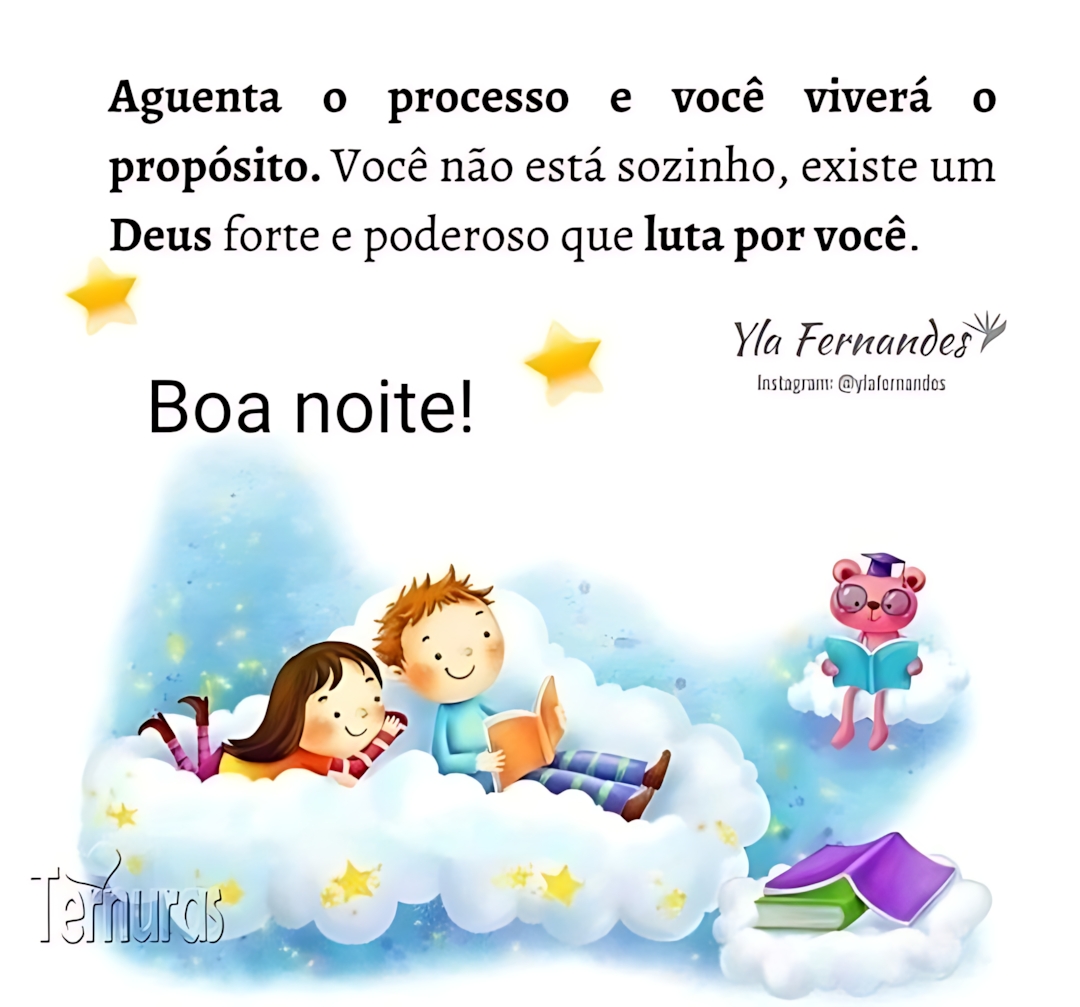 Aguenta o processo e você viverá o
propósito. Você não está sozinho, existe um
Deus forte e poderoso que luta por você.
Yla Fernandes
Instagram: @ylafernandes
Boa noite!
Ternuras